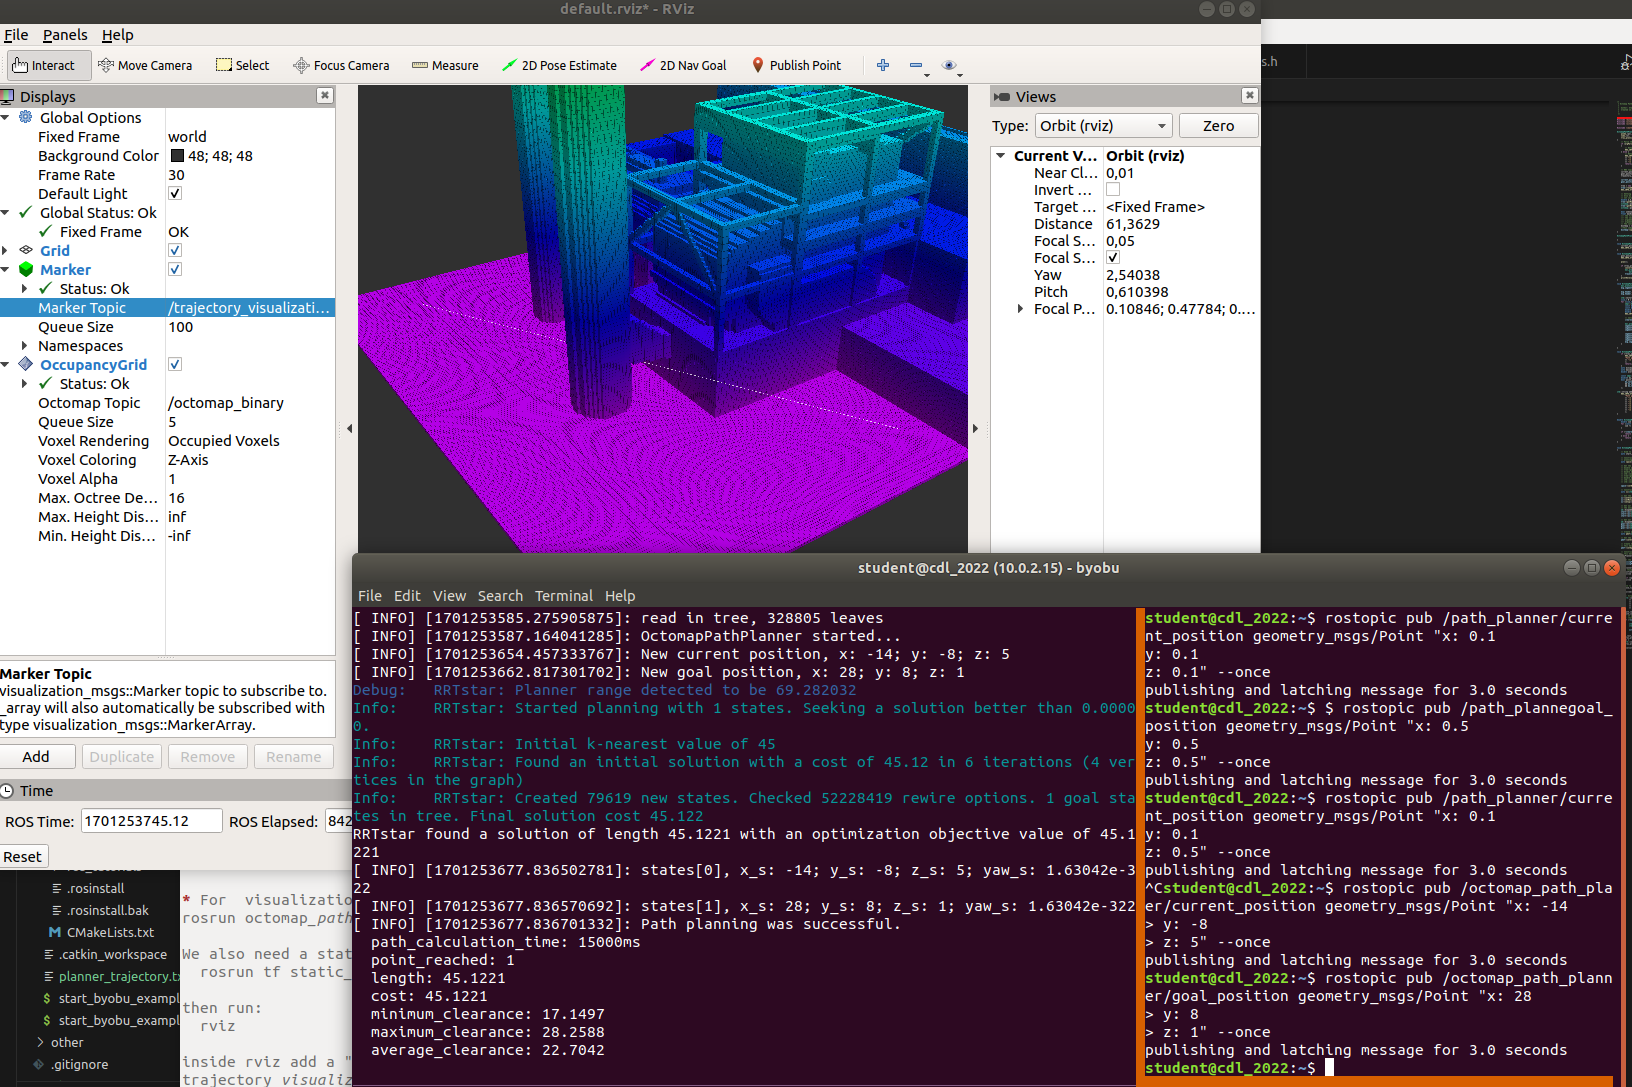 default.rviz* - RViz
File Panels Help
Interact Move Camera Select Focus Camera Measure 2D Pose Estimate 2D Nav Goal Publish Point
s.h
Displays
Global Options
Fixed Frame world
Background Color 48; 48; 48
Frame Rate 30
Default Light
Global Status: Ok
Fixed Frame OK
Grid
Marker
Status: Ok
Marker Topic /trajectory_visualizati...
Queue Size 100
Namespaces
OccupancyGrid
Status: Ok
Octomap Topic /octomap_binary
Queue Size 5
Voxel Rendering Occupied Voxels
Voxel Coloring Z-Axis
Voxel Alpha 1
Max. Octree De... 16
Max. Height Dis... inf
Min. Height Dis... -inf
Marker Topic
visualization_msgs::Marker topic to subscribe to.
_array will also automatically be subscribed with
type visualization_msgs::MarkerArray.
Add Duplicate Remove Rename
Time
ROS Time: 1701253745.12 ROS Elapsed: 842
Reset
Views
Type: Orbit (rviz) Zero
Current V... Orbit (rviz)
Near Cl... 0,01
Invert ...
Target ... <Fixed Frame>
Distance 61,3629
Focal S... 0,05
Focal S...
Yaw 2,54038
Pitch 0,610398
Focal P... 0.10846; 0.47784; 0....
.rosinstall
.rosinstall.bak
CMakeLists.txt
.catkin_workspace
planner_trajectory.tx
start_byobu_exampl
start_byobu_exampl
other
.gitignore
* For visualizatio
rosrun octomap_path
We also need a stat
rosrun tf static_
then run:
rviz
inside rviz add a "
trajectory_visualiz
student@cdl_2022 (10.0.2.15) - byobu
File Edit View Search Terminal Help
[ INFO] [1701253585.275905875]: read in tree, 328805 leaves
[ INFO] [1701253587.164041285]: OctomapPathPlanner started...
[ INFO] [1701253654.457333767]: New current position, x: -14; y: -8; z: 5
[ INFO] [1701253662.817301702]: New goal position, x: 28; y: 8; z: 1
Debug:   RRTstar: Planner range detected to be 69.282032
Info:    RRTstar: Started planning with 1 states. Seeking a solution better than 0.0000
0.
Info:    RRTstar: Initial k-nearest value of 45
Info:    RRTstar: Found an initial solution with a cost of 45.12 in 6 iterations (4 ver
tices in the graph)
Info:    RRTstar: Created 79619 new states. Checked 52228419 rewire options. 1 goal sta
tes in tree. Final solution cost 45.122
RRTstar found a solution of length 45.1221 with an optimization objective value of 45.1
221
[ INFO] [1701253677.836502781]: states[0], x_s: -14; y_s: -8; z_s: 5; yaw_s: 1.63042e-3
22
[ INFO] [1701253677.836570692]: states[1], x_s: 28; y_s: 8; z_s: 1; yaw_s: 1.63042e-322
[ INFO] [1701253677.836701332]: Path planning was successful.
path_calculation_time: 15000ms
point_reached: 1
length: 45.1221
cost: 45.1221
minimum_clearance: 17.1497
maximum_clearance: 28.2588
average_clearance: 22.7042
student@cdl_2022:~$ rostopic pub /path_planner/curre
nt_position geometry_msgs/Point "x: 0.1
y: 0.1
z: 0.1" --once
publishing and latching message for 3.0 seconds
student@cdl_2022:~$ $ rostopic pub /path_plannegoal_
position geometry_msgs/Point "x: 0.5
y: 0.5
z: 0.5" --once
publishing and latching message for 3.0 seconds
student@cdl_2022:~$ rostopic pub /path_planner/curre
nt_position geometry_msgs/Point "x: 0.1
y: 0.1
z: 0.5" --once
publishing and latching message for 3.0 seconds
^Cstudent@cdl_2022:~$ rostopic pub /octomap_path_pla
er/current_position geometry_msgs/Point "x: -14
> y: -8
> z: 5" --once
publishing and latching message for 3.0 seconds
student@cdl_2022:~$ rostopic pub /octomap_path_plann
er/goal_position geometry_msgs/Point "x: 28
> y: 8
> z: 1" --once
publishing and latching message for 3.0 seconds
student@cdl_2022:~$